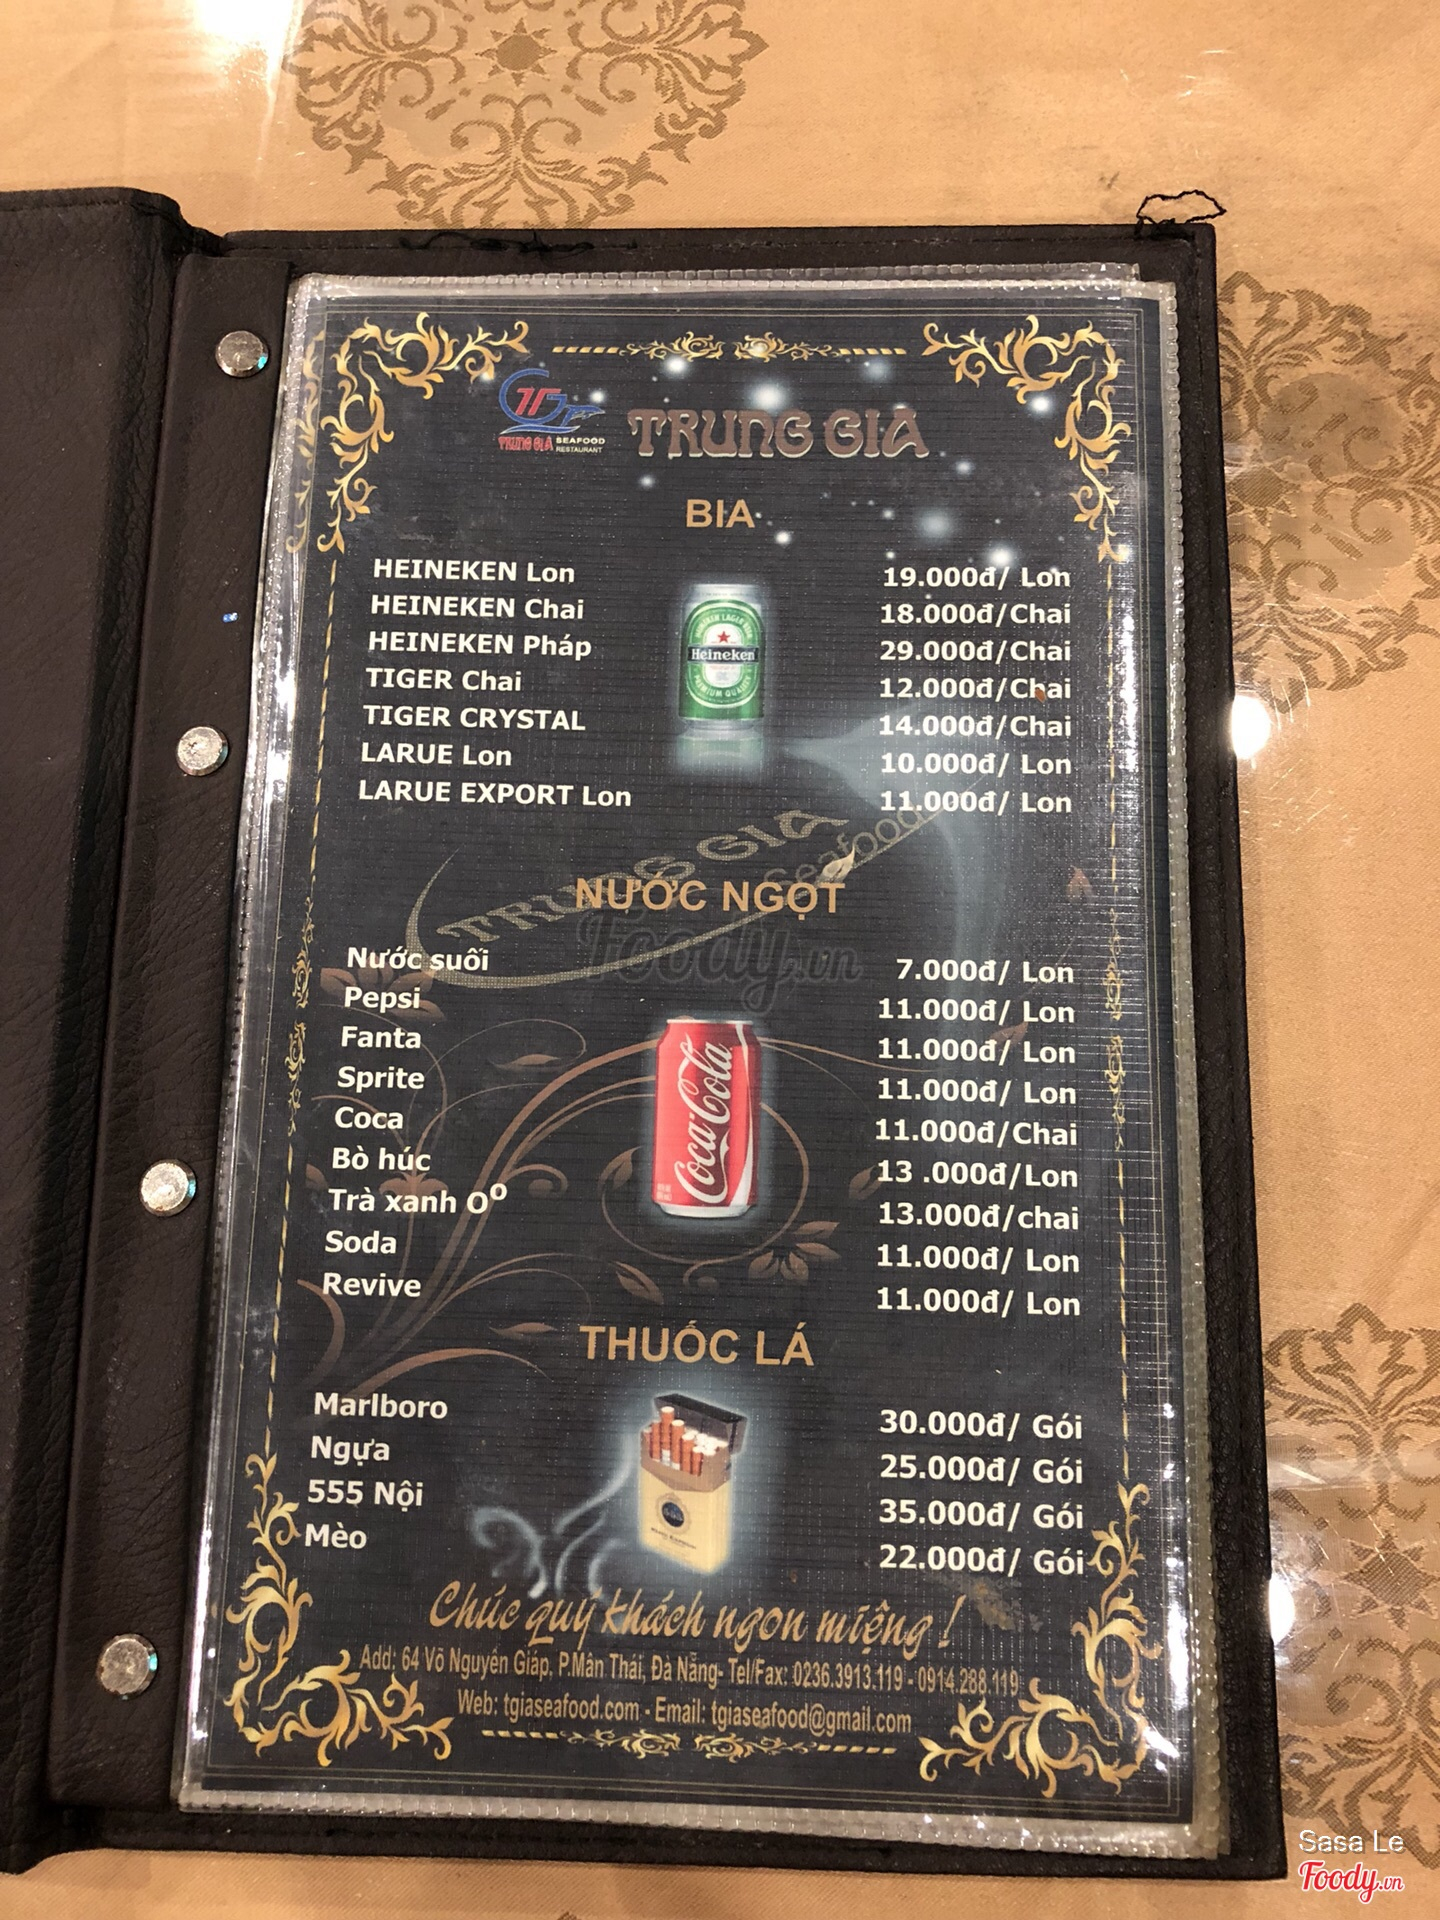 TRUNG GIA SEAFOOD RESTAURANT
TRUNG GIA
BIA
HEINEKEN Lon 19.000đ/ Lon
HEINEKEN Chai 18.000đ/Chai
HEINEKEN Pháp 29.000đ/Chai
TIGER Chai 12.000đ/Chai
TIGER CRYSTAL 14.000đ/Chai
LARUE Lon 10.000đ/ Lon
LARUE EXPORT Lon 11.000đ/ Lon
Heineken
TRUNG GIA
Seafood
NƯỚC NGỌT
Foody.vn
Nước suối 7.000đ/ Lon
Pepsi 11.000đ/ Lon
Fanta 11.000đ/ Lon
Sprite 11.000đ/ Lon
Coca 11.000đ/Chai
Bò húc 13 .000đ/Lon
Trà xanh O⁰ 13.000đ/chai
Soda 11.000đ/ Lon
Revive 11.000đ/ Lon
Coca-Cola
THUỐC LÁ
Marlboro 30.000đ/ Gói
Ngựa 25.000đ/ Gói
555 Nội 35.000đ/ Gói
Mèo 22.000đ/ Gói
Chúc quý khách ngon miệng !
Add: 64 Võ Nguyên Giáp, P.Mân Thái, Đà Nẵng- Tel/Fax: 0236.3913.119 - 0914.288.119
Web: tgiaseafood.com - Email: tgiaseafood@gmail.com
Sasa Le
Foody.vn